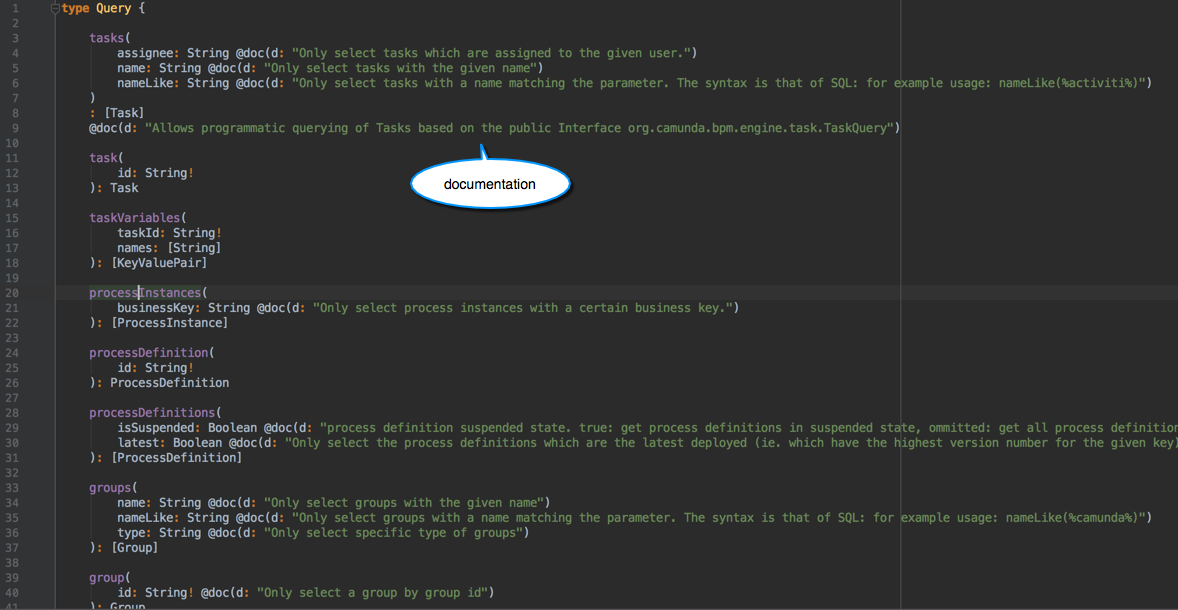 1 type Query {
2
3 tasks(
4 assignee: String @doc(d: "Only select tasks which are assigned to the given user.")
5 name: String @doc(d: "Only select tasks with the given name")
6 nameLike: String @doc(d: "Only select tasks with a name matching the parameter. The syntax is that of SQL: for example usage: nameLike(%activiti%)")
7 )
8 : [Task]
9 @doc(d: "Allows programmatic querying of Tasks based on the public Interface org.camunda.bpm.engine.task.TaskQuery")
10
11 task(
12 id: String!
documentation
13 ): Task
14
15 taskVariables(
16 taskId: String!
17 names: [String]
18 ): [KeyValuePair]
19
20 processInstances(
21 businessKey: String @doc(d: "Only select process instances with a certain business key.")
22 ): [ProcessInstance]
23
24 processDefinition(
25 id: String!
26 ): ProcessDefinition
27
28 processDefinitions(
29 isSuspended: Boolean @doc(d: "process definition suspended state. true: get process definitions in suspended state, ommitted: get all process definition
30 latest: Boolean @doc(d: "Only select the process definitions which are the latest deployed (ie. which have the highest version number for the given key)
31 ): [ProcessDefinition]
32
33 groups(
34 name: String @doc(d: "Only select groups with the given name")
35 nameLike: String @doc(d: "Only select groups with a name matching the parameter. The syntax is that of SQL: for example usage: nameLike(%camunda%)")
36 type: String @doc(d: "Only select specific type of groups")
37 ): [Group]
38
39 group(
40 id: String! @doc(d: "Only select a group by group id")
41 ): Group